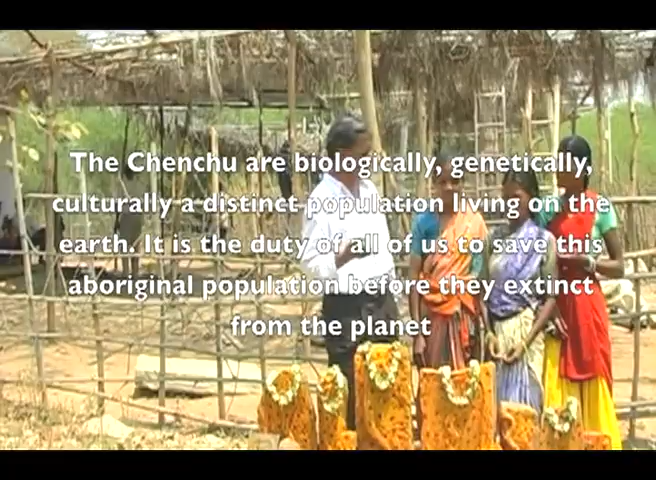 The Chenchu are biologically, genetically,
culturally a distinct population living on the
earth. It is the duty of all of us to save this
aboriginal population before they extinct
from the planet